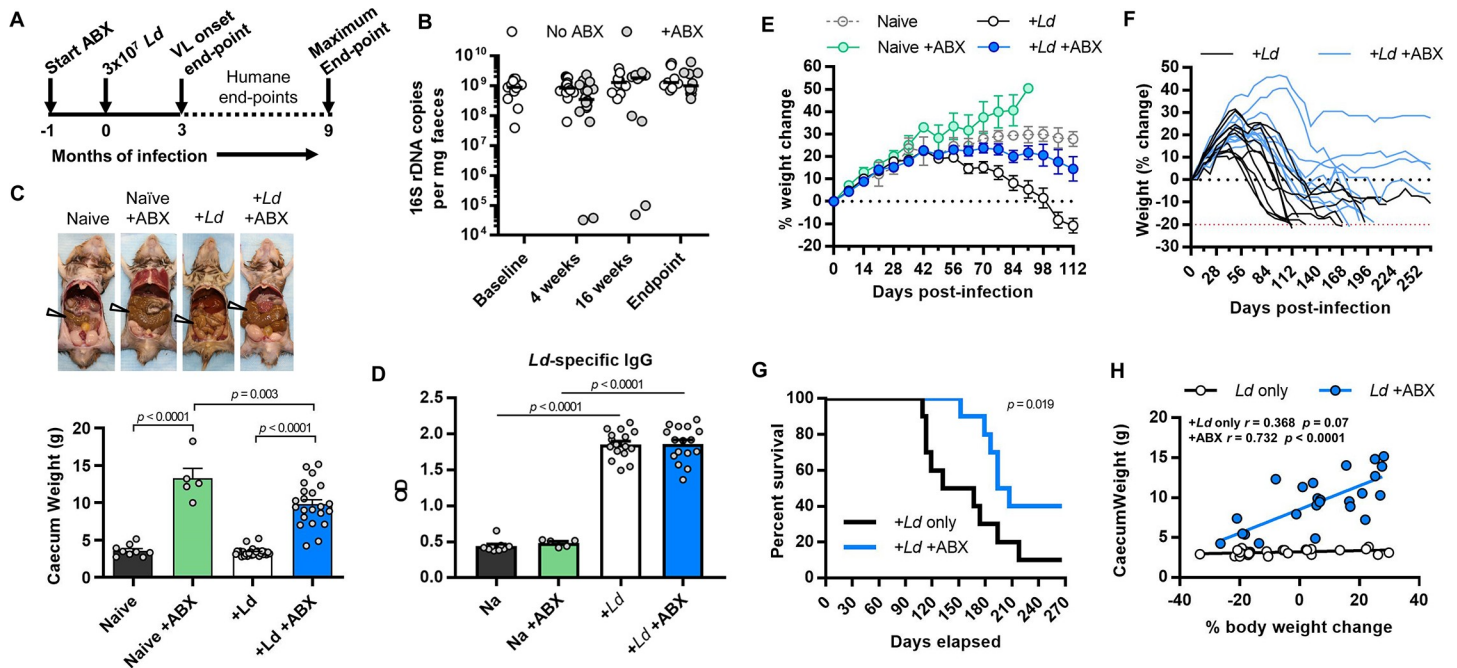 A
Start ABX
3x10⁷ Ld
VL onset
end-point
Maximum
End-point
Humane
end-points
-1 0 3 9
Months of infection
B
No ABX +ABX
16S rDNA copies
per mg faeces
10¹⁰
10⁹
10⁸
10⁷
10⁶
10⁵
10⁴
Baseline
4 weeks
16 weeks
Endpoint
C
Naive
Naïve
+ABX
+Ld
+Ld
+ABX
p = 0.003
p < 0.0001
p < 0.0001
Caecum Weight (g)
20
15
10
5
0
Naive
Naive +ABX
+Ld
+Ld +ABX
D
Ld-specific IgG
p < 0.0001
p < 0.0001
OD
2.5
2.0
1.5
1.0
0.5
0.0
Na
Na +ABX
+Ld
+Ld +ABX
E
Naive
+Ld
Naive +ABX
+Ld +ABX
% weight change
60
50
40
30
20
10
0
-10
-20
0 14 28 42 56 70 84 98 112
Days post-infection
F
+Ld
+Ld +ABX
Weight (% change)
50
40
30
20
10
0
-10
-20
-30
0 28 56 84 112 140 168 196 224 252
Days post-infection
G
p = 0.019
Percent survival
100
80
60
40
20
0
+Ld only
+Ld +ABX
0 30 60 90 120 150 180 210 240 270
Days elapsed
H
Ld only
Ld +ABX
+Ld only r = 0.368 p = 0.07
+ABX r = 0.732 p < 0.0001
CaecumWeight (g)
20
15
10
5
0
-40 -20 0 20 40
% body weight change